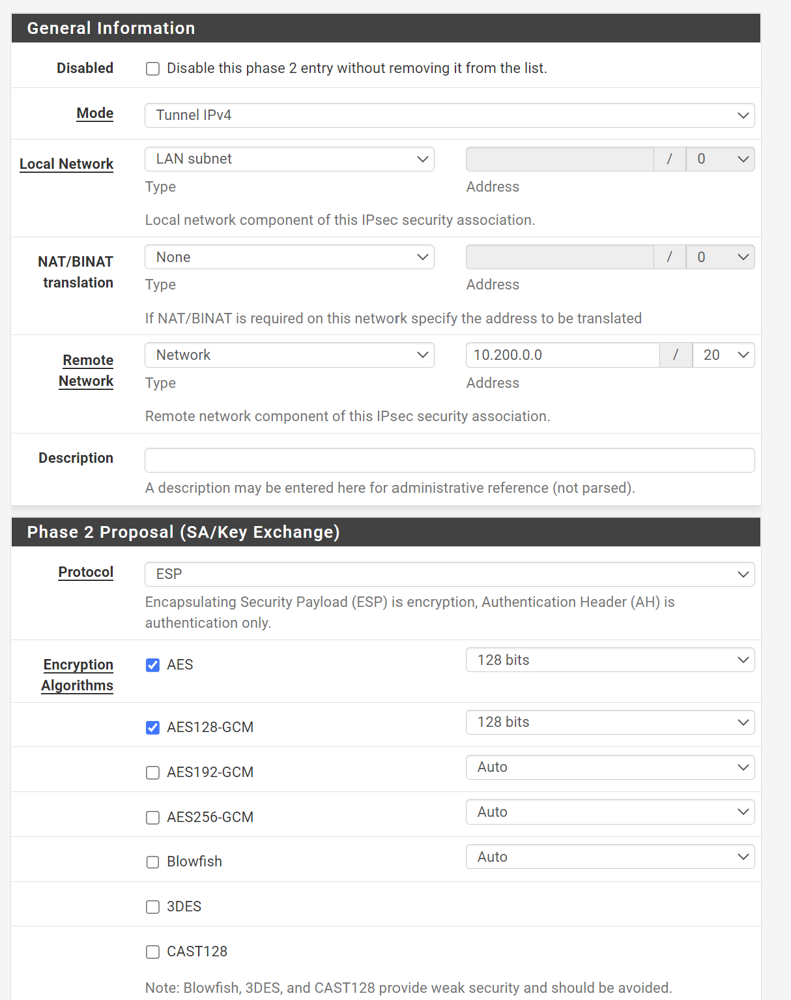 General Information
Disabled
Disable this phase 2 entry without removing it from the list.
Mode
Tunnel IPv4
Local Network
LAN subnet
/
0
Type
Address
Local network component of this IPsec security association.
NAT/BINAT
translation
None
/
0
Type
Address
If NAT/BINAT is required on this network specify the address to be translated
Remote
Network
Network
10.200.0.0
/
20
Type
Address
Remote network component of this IPsec security association.
Description
A description may be entered here for administrative reference (not parsed).
Phase 2 Proposal (SA/Key Exchange)
Protocol
ESP
Encapsulating Security Payload (ESP) is encryption, Authentication Header (AH) is
authentication only.
Encryption
Algorithms
AES
128 bits
AES128-GCM
128 bits
AES192-GCM
Auto
AES256-GCM
Auto
Blowfish
Auto
3DES
CAST128
Note: Blowfish, 3DES, and CAST128 provide weak security and should be avoided.